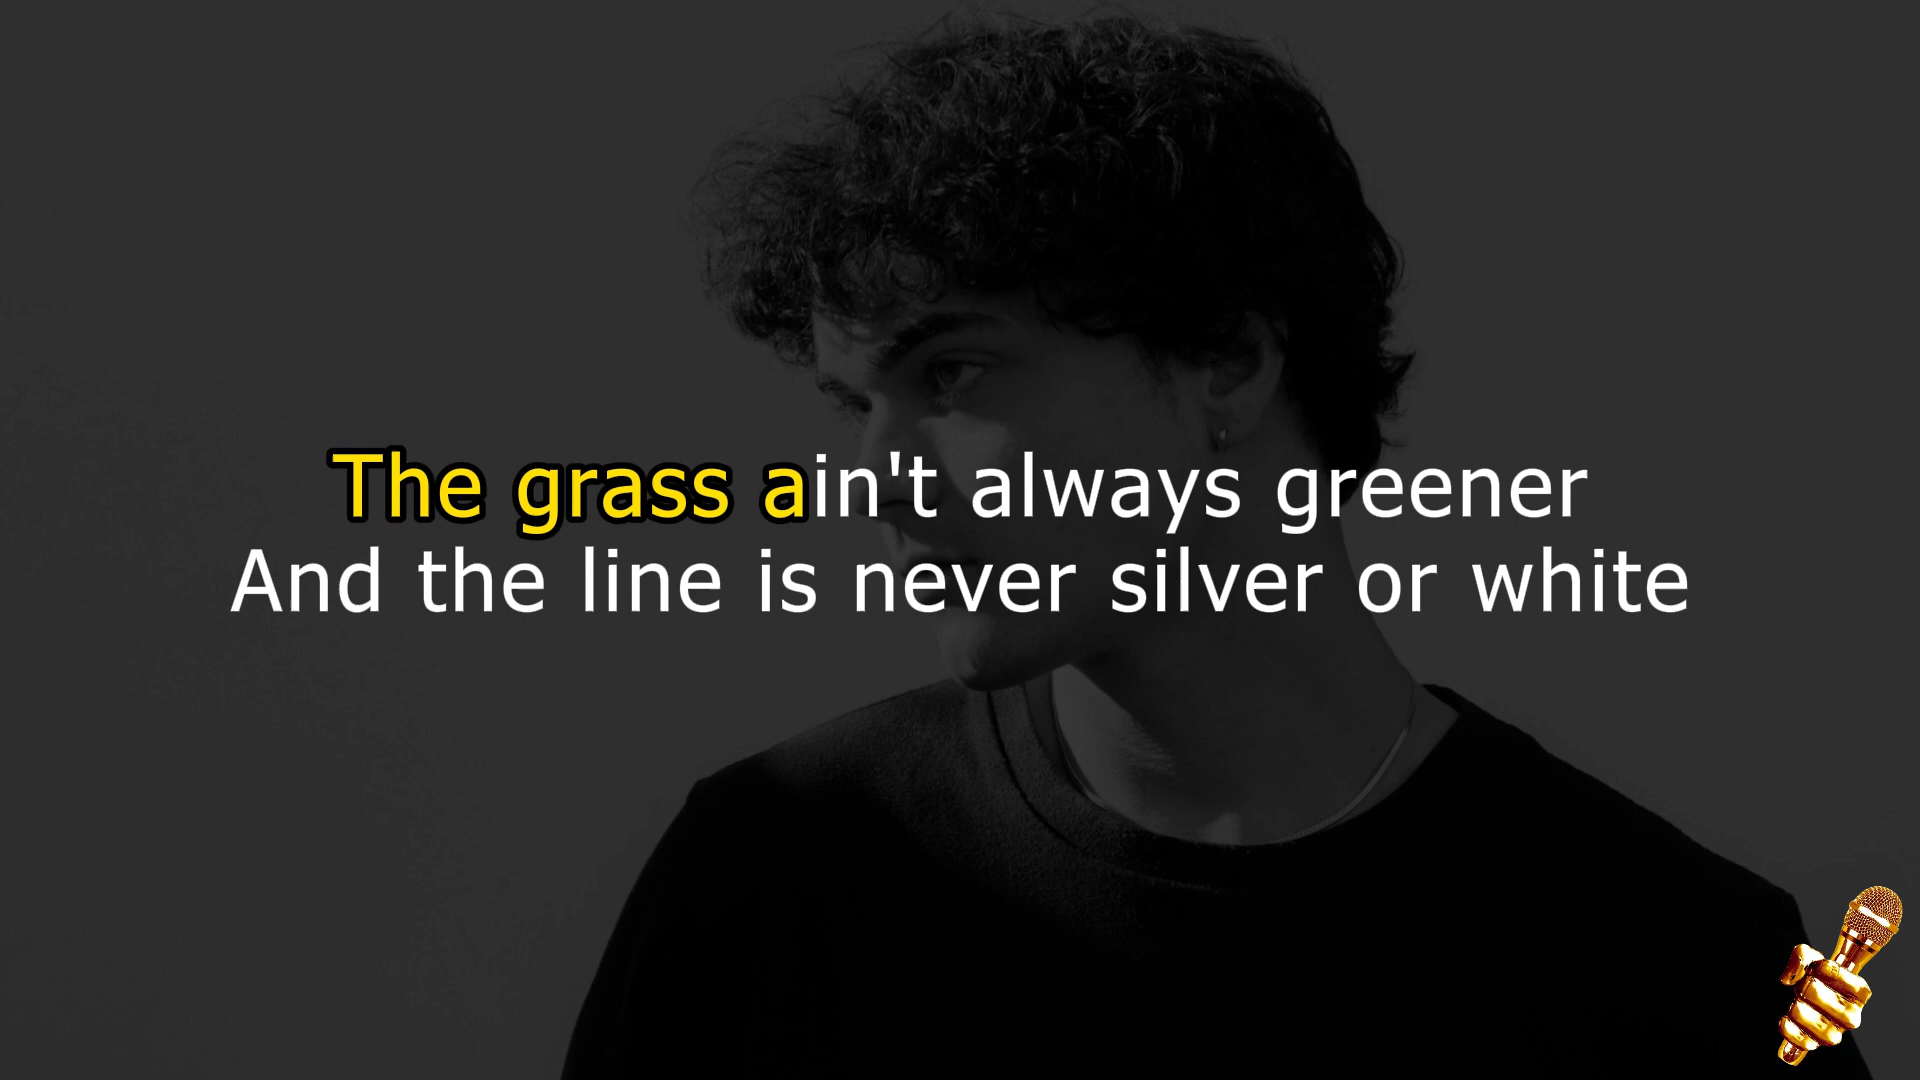 The grass ain't always greener
And the line is never silver or white